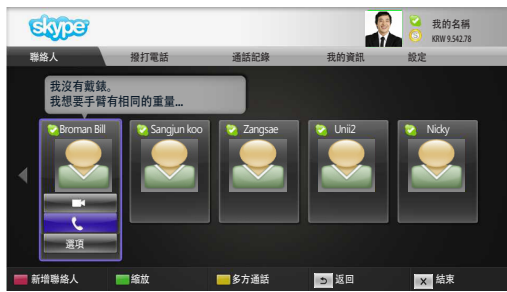 skype
我的名稱
KRW 9.542.78
聯絡人
撥打電話
通話記錄
我的資訊
設定
我沒有戴錶。
我想要手臂有相同的重量...
Broman Bill
Sangjun koo
Zangsae
Unii2
Nicky
選項
新增聯絡人
縮放
多方通話
返回
X 結束